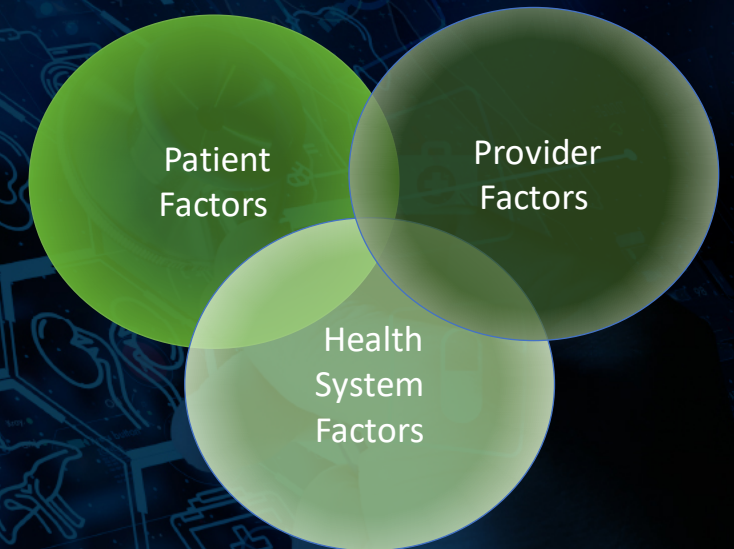 Patient
Factors
Provider
Factors
Health
System
Factors